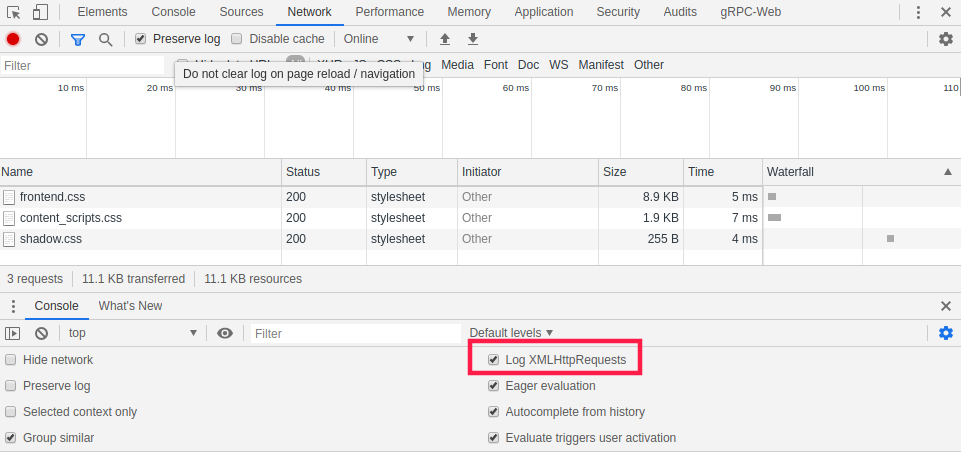 Elements Console Sources Network Performance Memory Application Security Audits gRPC-Web
Preserve log Disable cache Online
Filter Media Font Doc WS Manifest Other
Do not clear log on page reload / navigation
10 ms 20 ms 30 ms 40 ms 50 ms 60 ms 70 ms 80 ms 90 ms 100 ms 110
Name Status Type Initiator Size Time Waterfall
frontend.css 200 stylesheet Other 8.9 KB 5 ms
content_scripts.css 200 stylesheet Other 1.9 KB 7 ms
shadow.css 200 stylesheet Other 255 B 4 ms
3 requests 11.1 KB transferred 11.1 KB resources
Console What's New
top Filter Default levels
Hide network Log XMLHttpRequests
Preserve log Eager evaluation
Selected context only Autocomplete from history
Group similar Evaluate triggers user activation